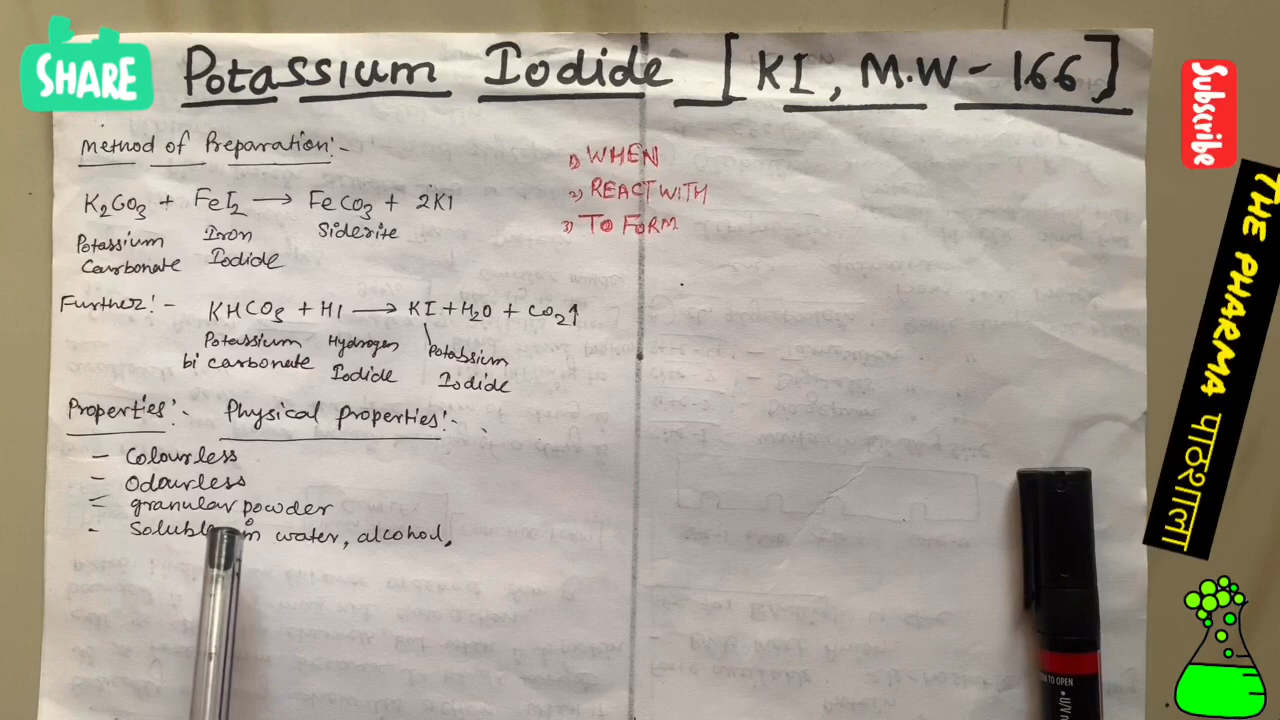 SHARE
Potassium Iodide [KI, M.W - 166]
Subscribe
Method of Preparation:-
1) WHEN
2) REACT WITH
3) TO FORM
K2CO3 + FeI2 → FeCO3 + 2KI
Potassium Iron Siderite
Carbonate Iodide
Further:- KHCO3 + HI → KI + H2O + CO2↑
Potassium Hydrogen Potassium
bi carbonate Iodide Iodide
Properties:- Physical properties:-
- Colourless
- Odourless
- granular powder
- Soluble in water, alcohol,
THE PHARMA पाठशाला
TO OPEN